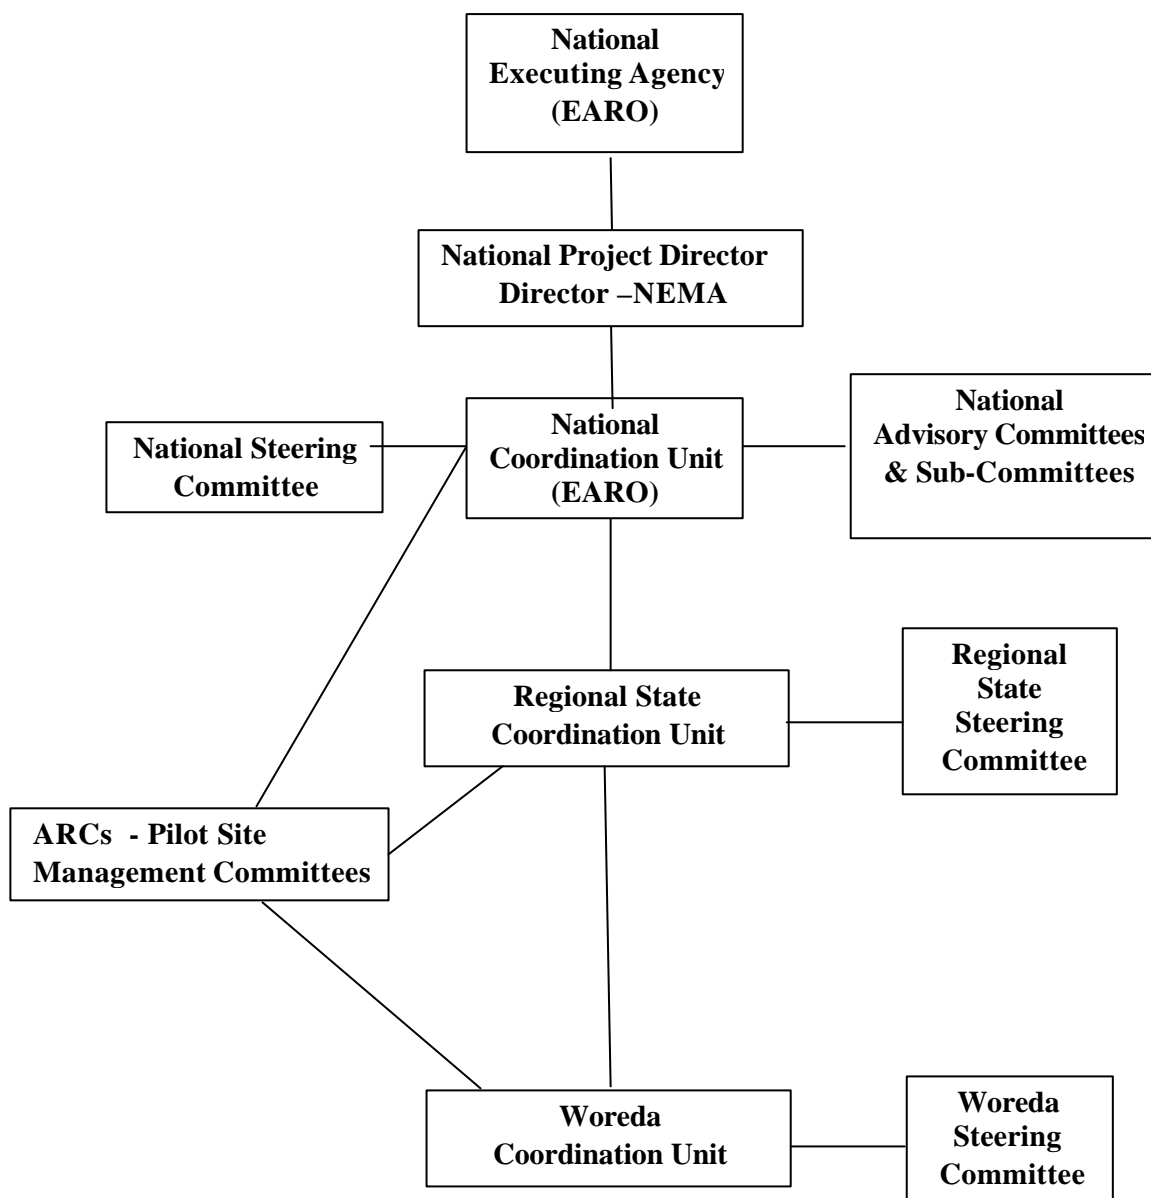 National
Executing Agency
(EARO)
National Project Director
Director –NEMA
National Steering
Committee
National
Coordination Unit
(EARO)
National
Advisory Committees
& Sub-Committees
Regional State
Coordination Unit
Regional
State
Steering
Committee
ARCs - Pilot Site
Management Committees
Woreda
Coordination Unit
Woreda
Steering
Committee